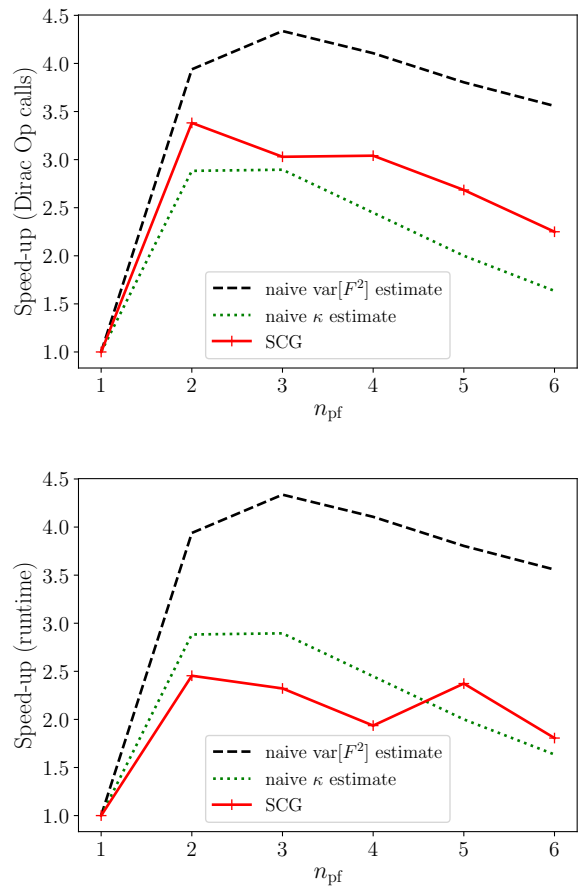 4.5
4.0
3.5
3.0
2.5
2.0
1.5
1.0
Speed-up (Dirac Op calls)
naive var[F²] estimate
naive κ estimate
SCG
1 2 3 4 5 6
n_pf
4.5
4.0
3.5
3.0
2.5
2.0
1.5
1.0
Speed-up (runtime)
naive var[F²] estimate
naive κ estimate
SCG
1 2 3 4 5 6
n_pf